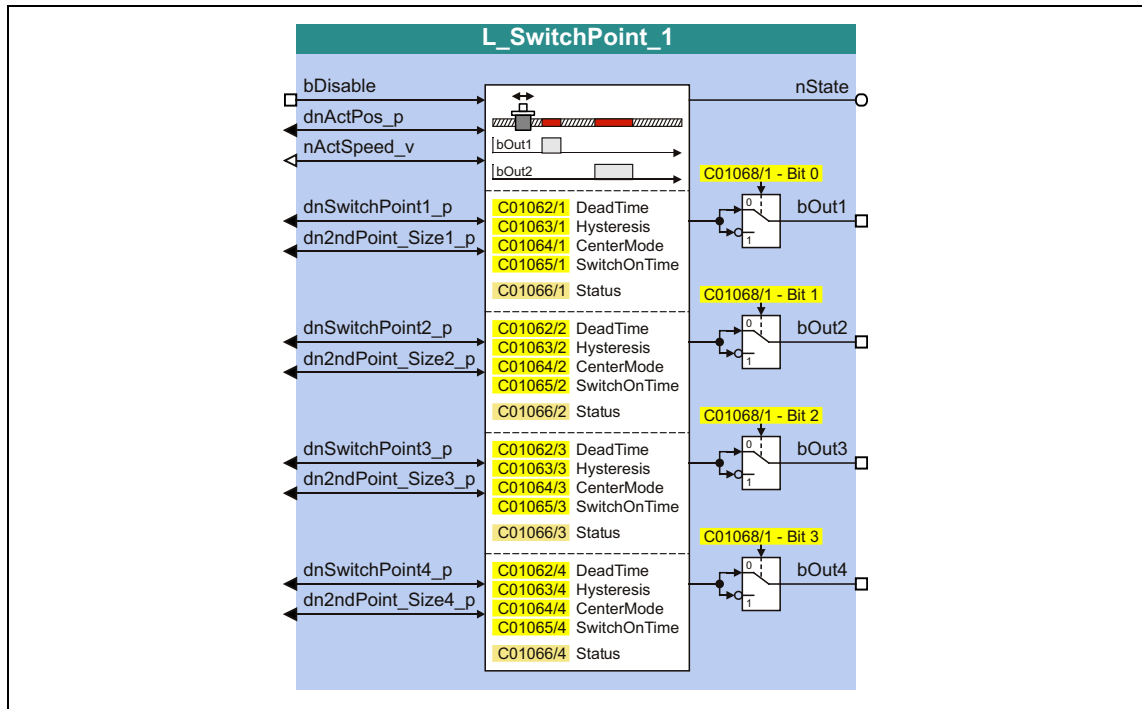 L_SwitchPoint_1
bDisable
nState
dnActPos_p
nActSpeed_v
bOut1
bOut2
C01068/1 - Bit 0
dnSwitchPoint1_p
C01062/1 DeadTime
0
bOut1
C01063/1 Hysteresis
dn2ndPoint_Size1_p
C01064/1 CenterMode
1
C01065/1 SwitchOnTime
C01066/1 Status
C01068/1 - Bit 1
dnSwitchPoint2_p
C01062/2 DeadTime
0
bOut2
C01063/2 Hysteresis
dn2ndPoint_Size2_p
C01064/2 CenterMode
1
C01065/2 SwitchOnTime
C01066/2 Status
C01068/1 - Bit 2
dnSwitchPoint3_p
C01062/3 DeadTime
0
bOut3
C01063/3 Hysteresis
dn2ndPoint_Size3_p
C01064/3 CenterMode
1
C01065/3 SwitchOnTime
C01066/3 Status
C01068/1 - Bit 3
dnSwitchPoint4_p
C01062/4 DeadTime
0
bOut4
C01063/4 Hysteresis
dn2ndPoint_Size4_p
C01064/4 CenterMode
1
C01065/4 SwitchOnTime
C01066/4 Status